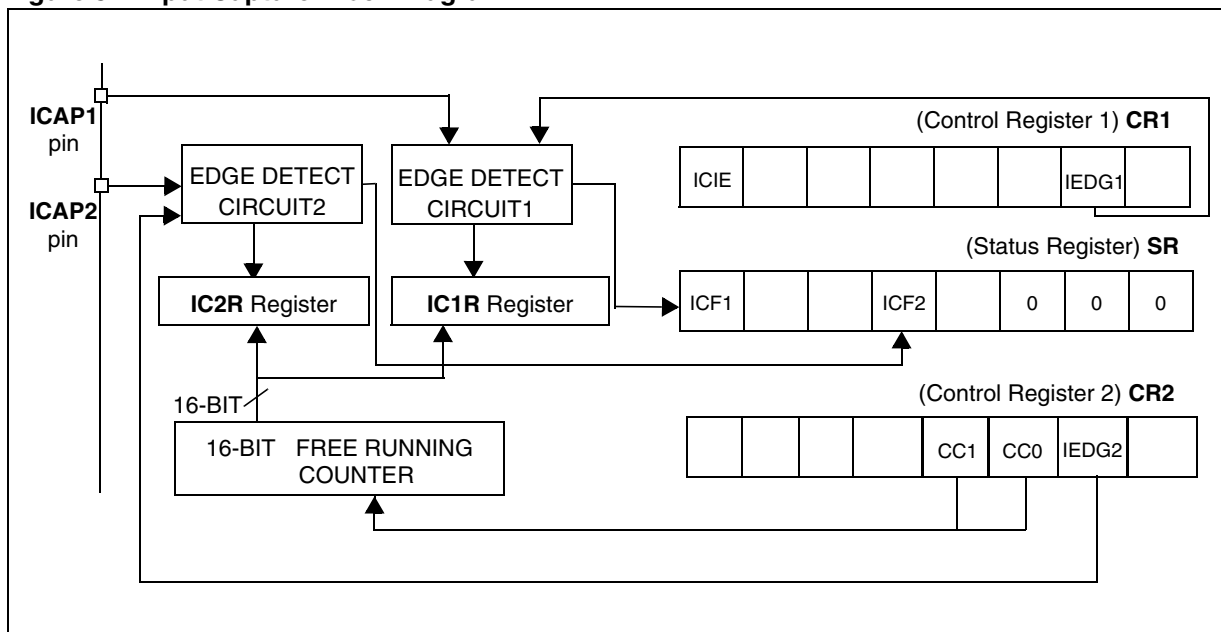 ICAP1
pin
ICAP2
pin
EDGE DETECT
CIRCUIT2
EDGE DETECT
CIRCUIT1
IC2R Register
IC1R Register
16-BIT
16-BIT FREE RUNNING
COUNTER
(Control Register 1) CR1
ICIE
IEDG1
(Status Register) SR
ICF1
ICF2
0
0
0
(Control Register 2) CR2
CC1
CC0
IEDG2